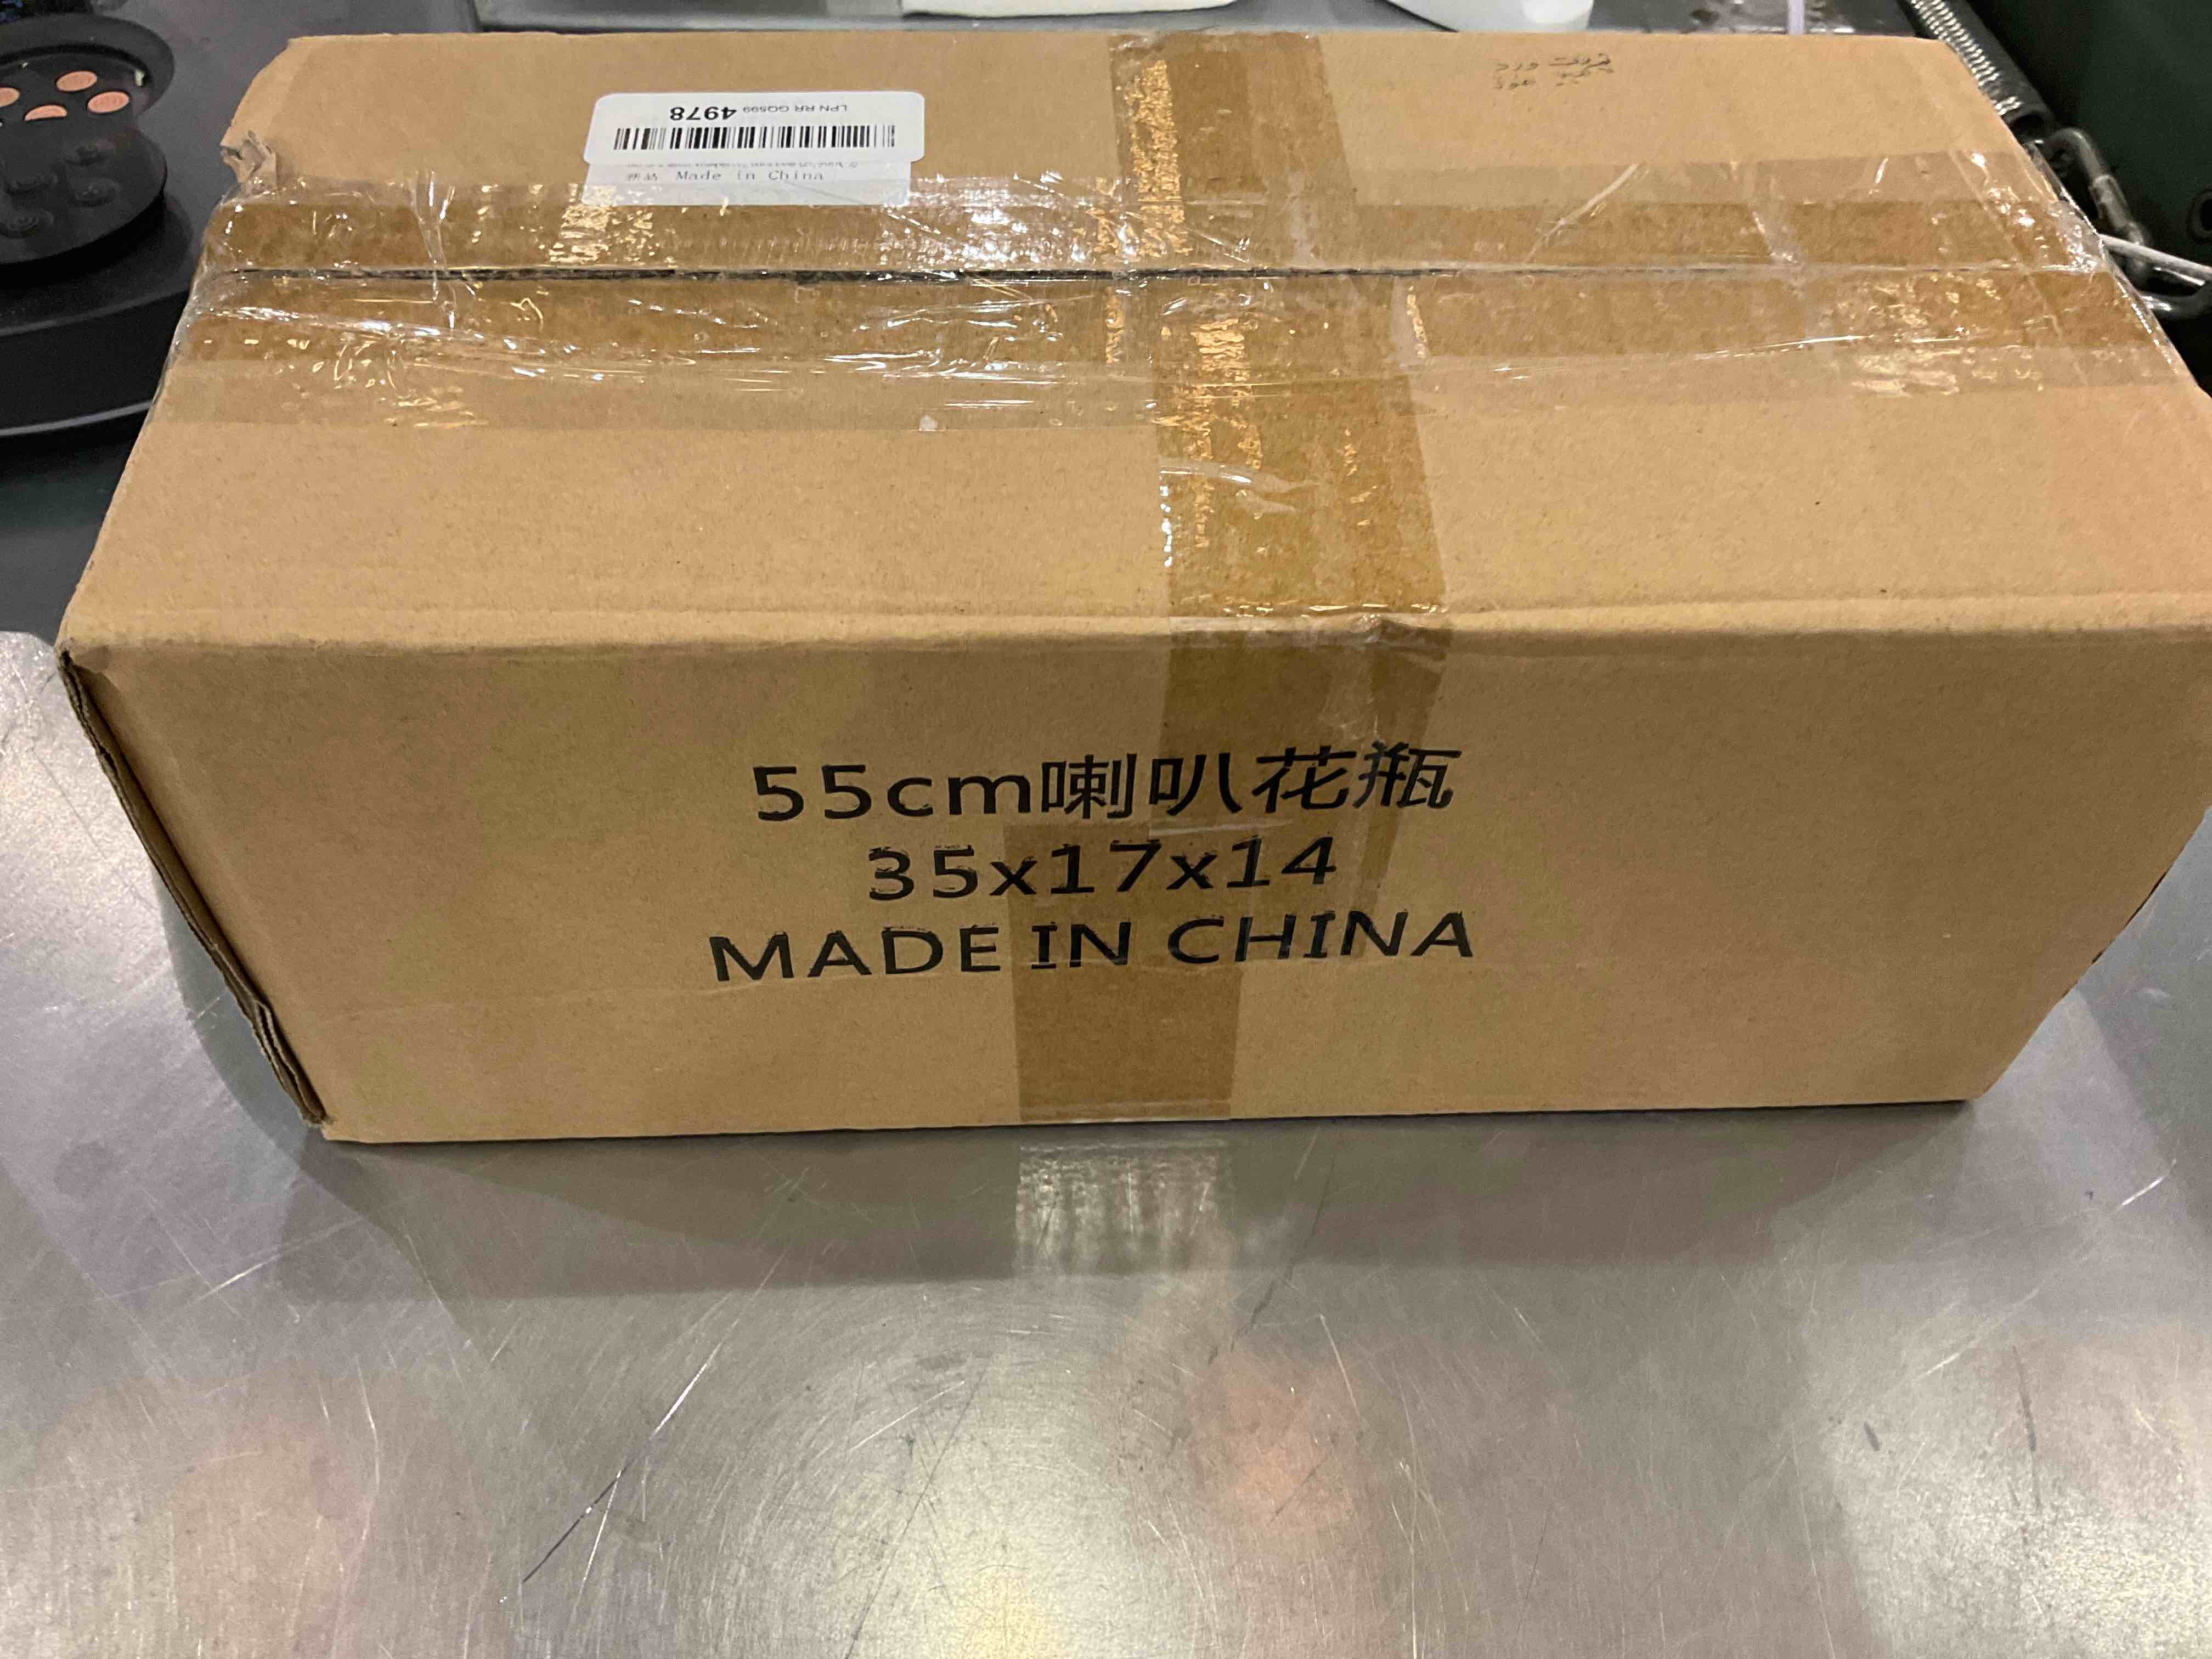 LPN RR GQ599 4978
Made in China
55cm喇叭花瓶
35x17x14
MADE IN CHINA